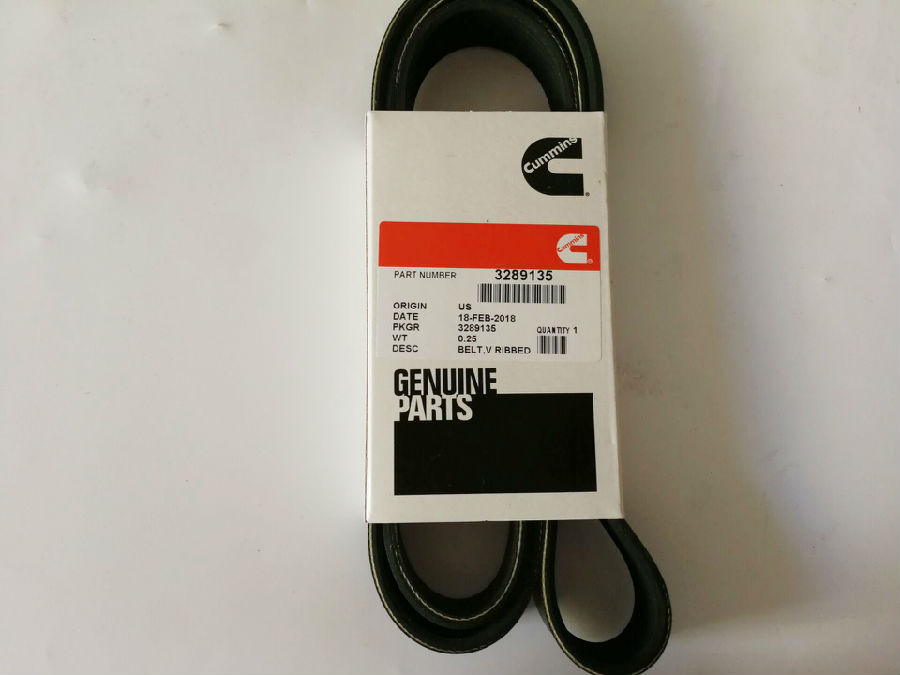 Cummins
®
Cummins
®
PART NUMBER 3289135
ORIGIN US
DATE 18-FEB-2018
PKGR 3289135 QUANTITY 1
WT 0.25
DESC BELT,V RIBBED
GENUINE
PARTS